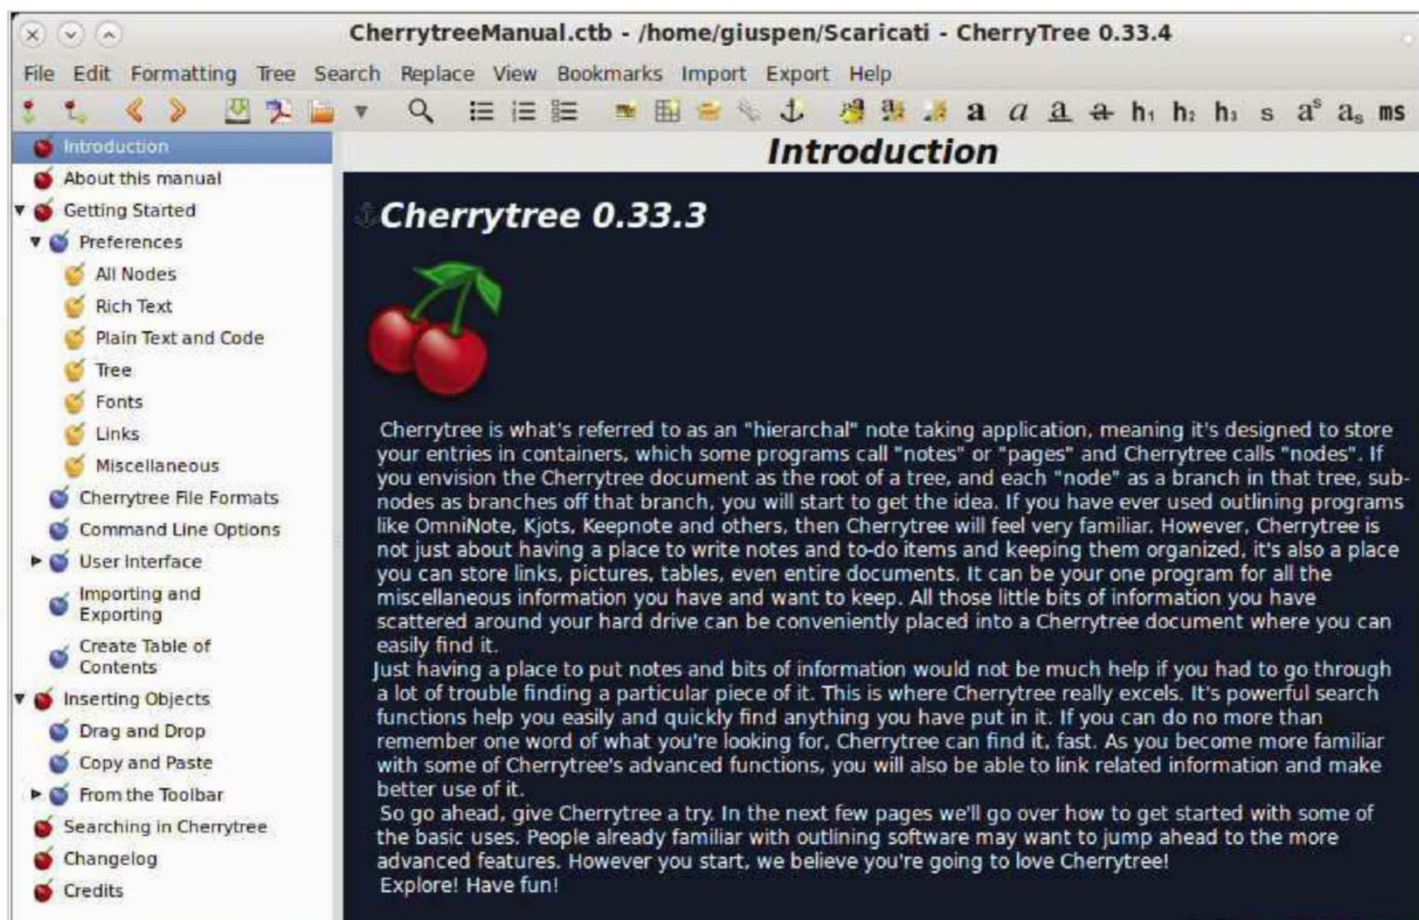 CherrytreeManual.ctb - /home/giuspen/Scaricati - CherryTree 0.33.4
File Edit Formatting Tree Search Replace View Bookmarks Import Export Help
a a a a h₁ h₂ h₃ s aˢ aₛ ms
Introduction
About this manual
Getting Started
Preferences
All Nodes
Rich Text
Plain Text and Code
Tree
Fonts
Links
Miscellaneous
Cherrytree File Formats
Command Line Options
User Interface
Importing and
Exporting
Create Table of
Contents
Inserting Objects
Drag and Drop
Copy and Paste
From the Toolbar
Searching in Cherrytree
Changelog
Credits
Introduction
Cherrytree 0.33.3
Cherrytree is what's referred to as an "hierarchal" note taking application, meaning it's designed to store
your entries in containers, which some programs call "notes" or "pages" and Cherrytree calls "nodes". If
you envision the Cherrytree document as the root of a tree, and each "node" as a branch in that tree, sub-
nodes as branches off that branch, you will start to get the idea. If you have ever used outlining programs
like OmniNote, Kjots, Keepnote and others, then Cherrytree will feel very familiar. However, Cherrytree is
not just about having a place to write notes and to-do items and keeping them organized, it's also a place
you can store links, pictures, tables, even entire documents. It can be your one program for all the
miscellaneous information you have and want to keep. All those little bits of information you have
scattered around your hard drive can be conveniently placed into a Cherrytree document where you can
easily find it.
Just having a place to put notes and bits of information would not be much help if you had to go through
a lot of trouble finding a particular piece of it. This is where Cherrytree really excels. It's powerful search
functions help you easily and quickly find anything you have put in it. If you can do no more than
remember one word of what you're looking for, Cherrytree can find it, fast. As you become more familiar
with some of Cherrytree's advanced functions, you will also be able to link related information and make
better use of it.
So go ahead, give Cherrytree a try. In the next few pages we'll go over how to get started with some of
the basic uses. People already familiar with outlining software may want to jump ahead to the more
advanced features. However you start, we believe you're going to love Cherrytree!
Explore! Have fun!